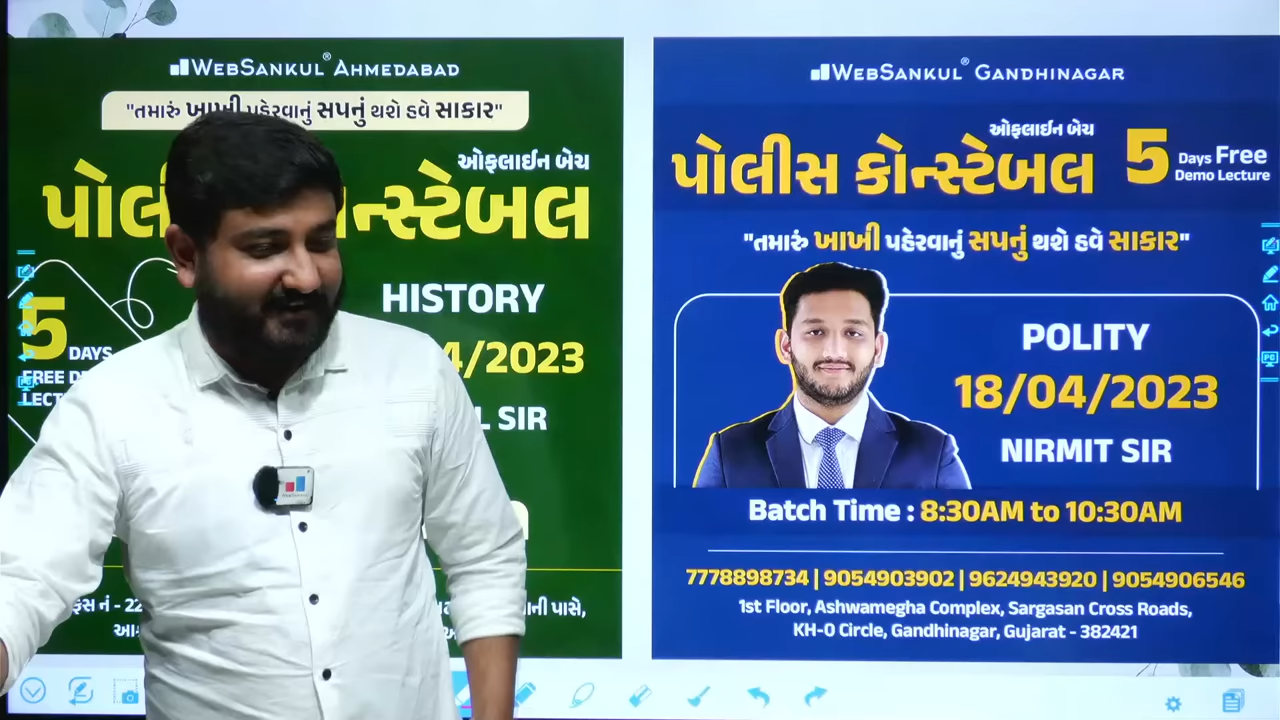 WEBSANKUL® AHMEDABAD
"તમારું ખાખી પહેરવાનું સપનું થશે હવે સાકાર"
ઓફલાઈન બેચ
HISTORY
5
DAYS
/2023
SIR
WEBSANKUL® GANDHINAGAR
ઓફલાઈન બેચ
પોલીસ કોન્સ્ટેબલ
5 Days Free
Demo Lecture
"તમારું ખાખી પહેરવાનું સપનું થશે હવે સાકાર"
POLITY
18/04/2023
NIRMIT SIR
Batch Time : 8:30AM to 10:30AM
7778898734 | 9054903902 | 9624943920 | 9054906546
1st Floor, Ashwamegha Complex, Sargasan Cross Roads,
KH-0 Circle, Gandhinagar, Gujarat - 382421